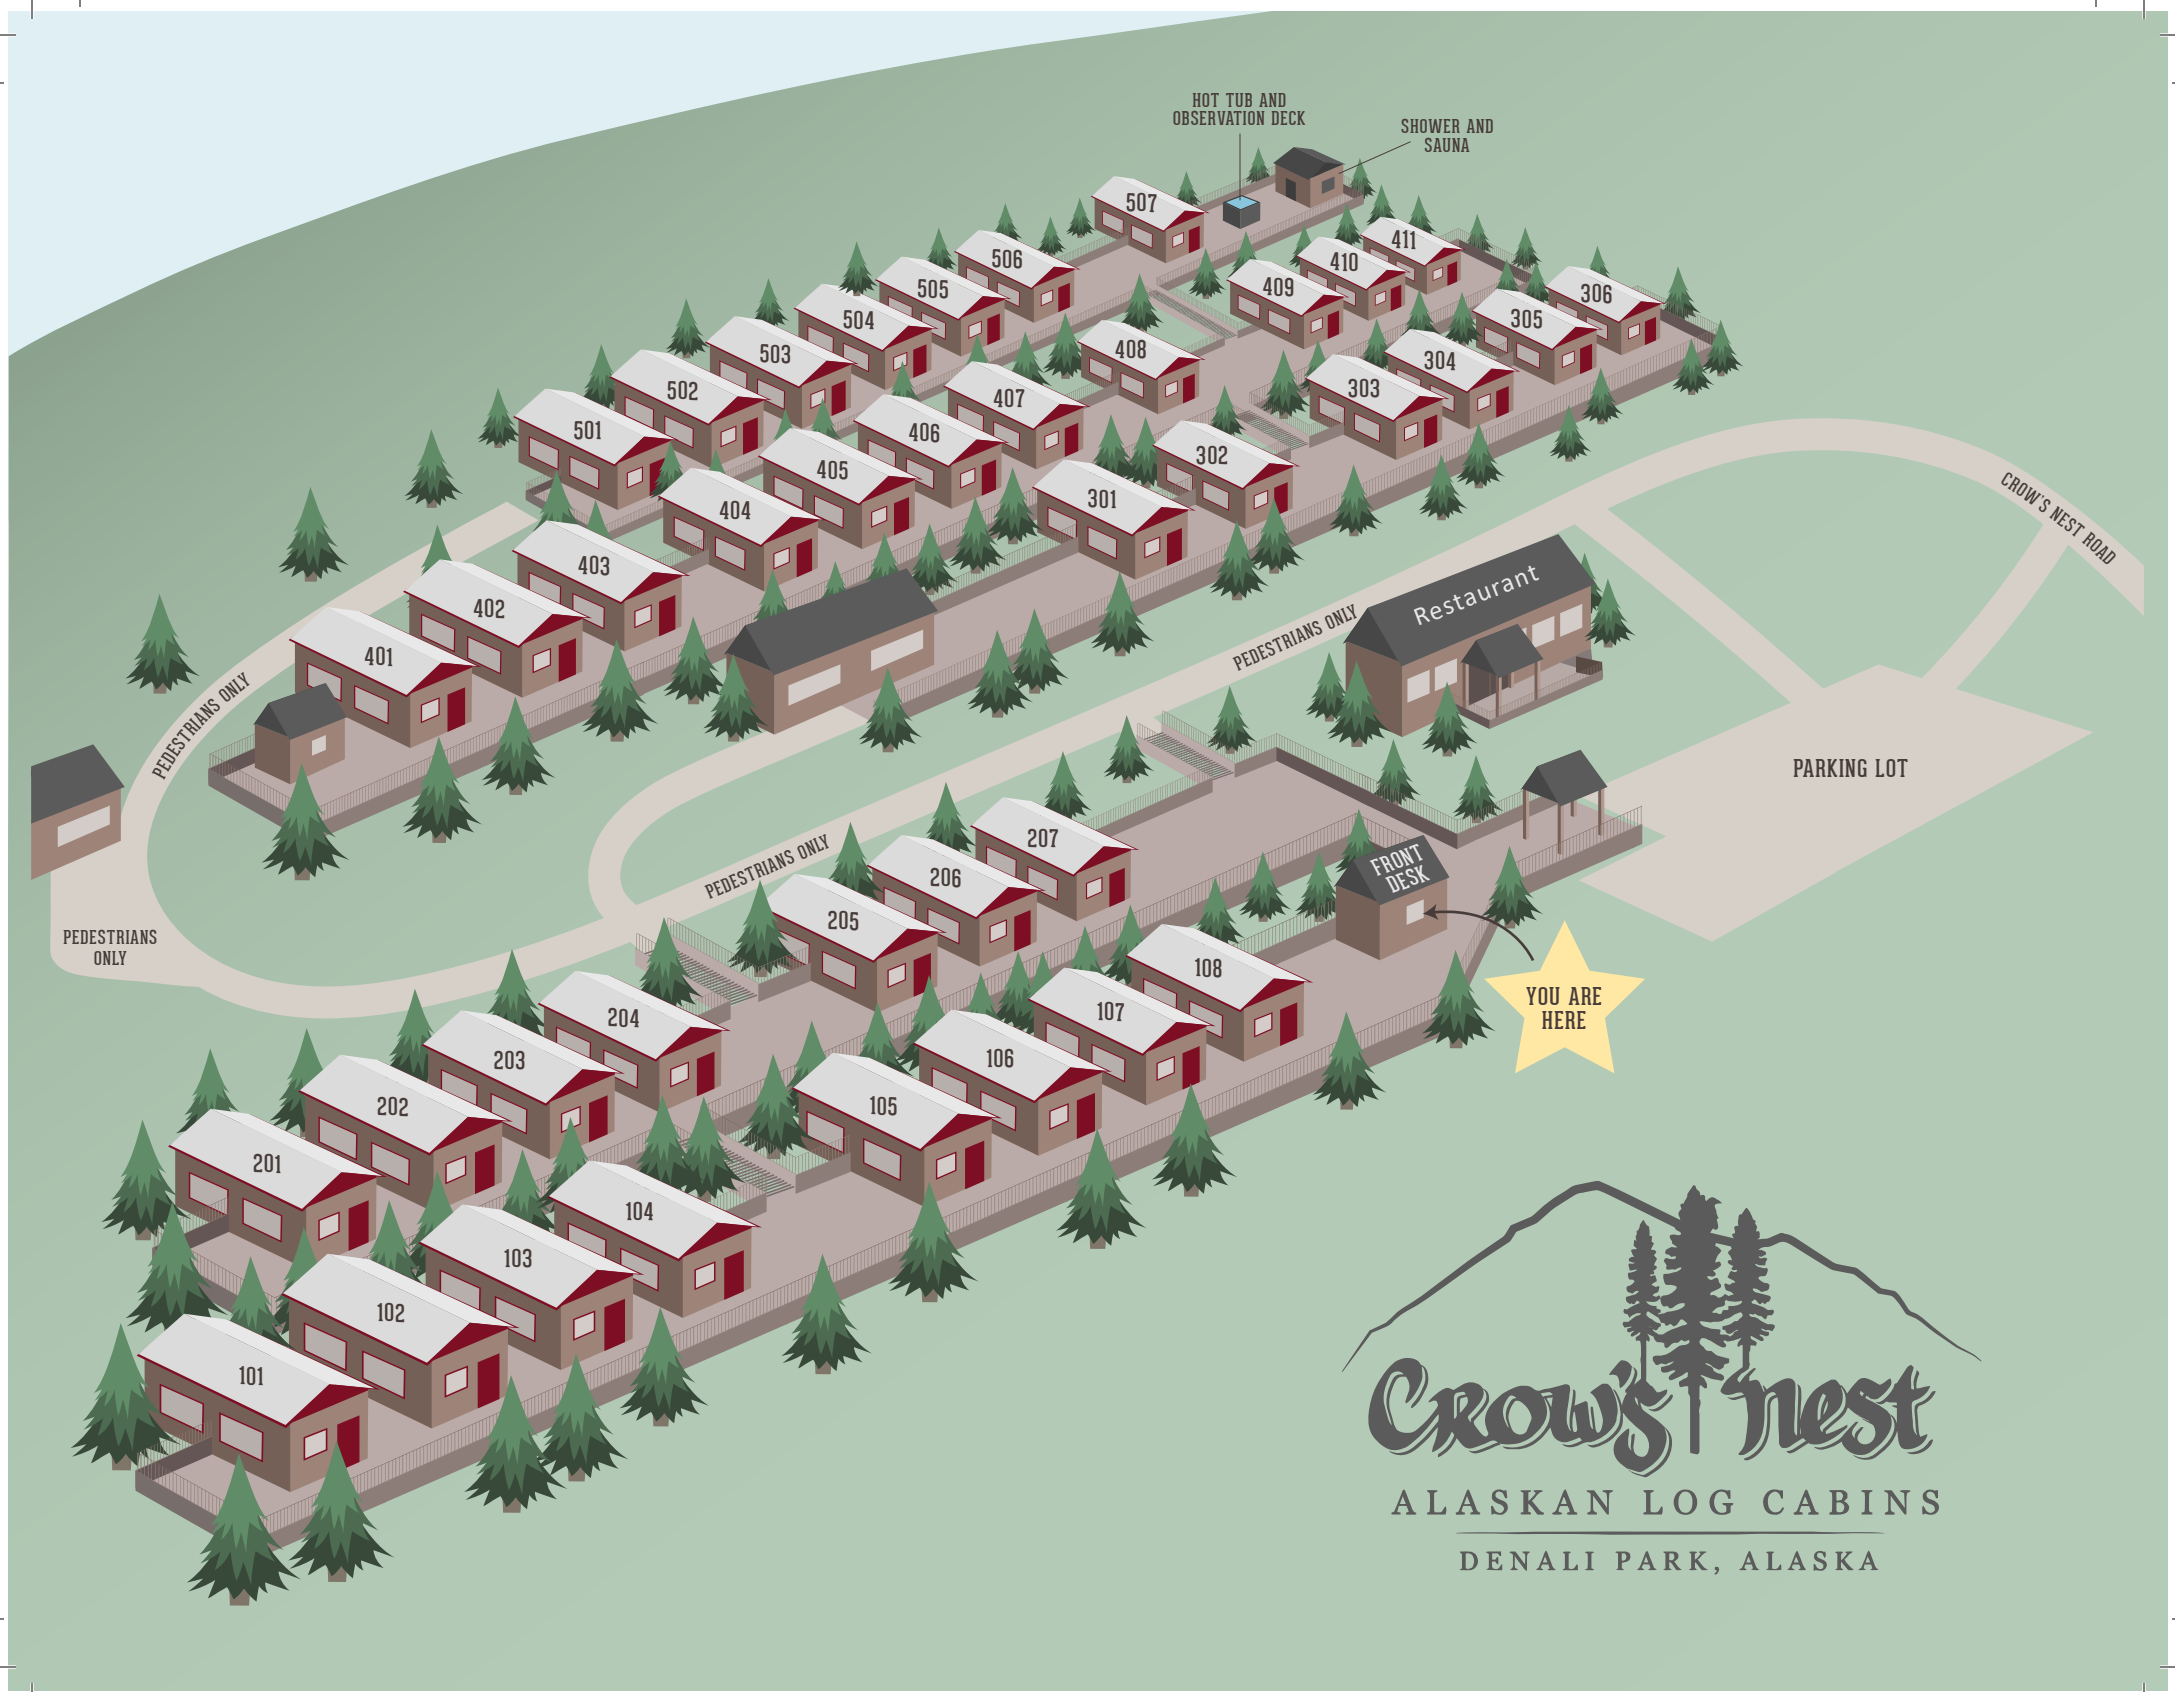 HOT TUB AND
OBSERVATION DECK
SHOWER AND
SAUNA
507
506
505
504
503
502
501
411
410
409
408
407
406
405
404
403
402
401
306
305
304
303
302
301
CROW'S NEST ROAD
Restaurant
PEDESTRIANS ONLY
PEDESTRIANS ONLY
PARKING LOT
PEDESTRIANS ONLY
PEDESTRIANS
ONLY
207
206
205
204
203
202
201
FRONT
DESK
YOU ARE
HERE
108
107
106
105
104
103
102
101
Crow's nest
ALASKAN LOG CABINS
DENALI PARK, ALASKA